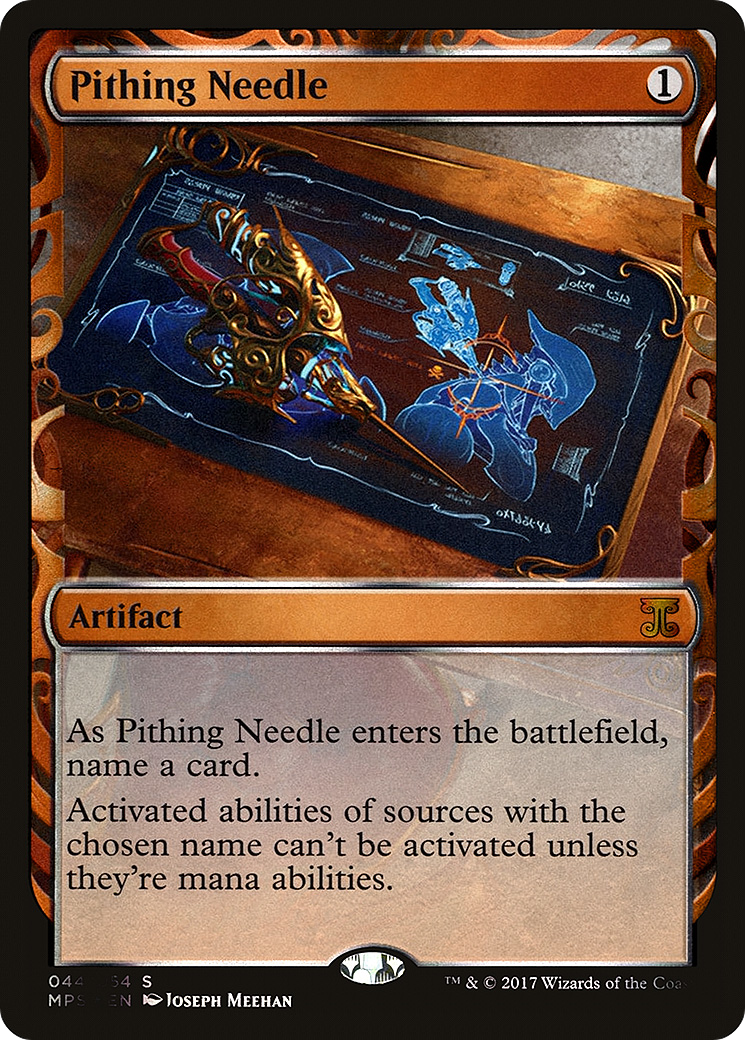 Pithing Needle 1
Artifact
As Pithing Needle enters the battlefield,
name a card.
Activated abilities of sources with the
chosen name can't be activated unless
they're mana abilities.
S
EN JOSEPH MEEHAN
™ & © 2017 Wizards of the